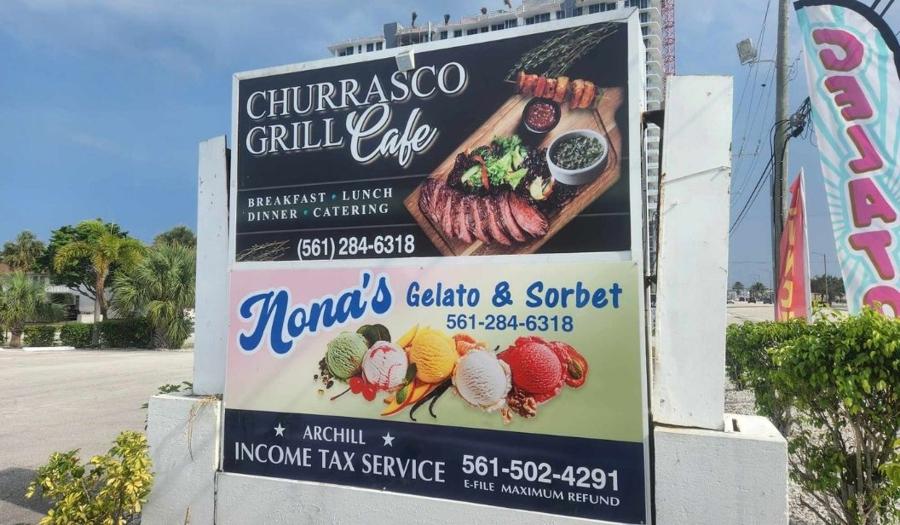 CHURRASCO
GRILL Cafe
BREAKFAST • LUNCH
DINNER • CATERING
(561) 284-6318
Nona's Gelato & Sorbet
561-284-6318
★ ARCHILL ★
INCOME TAX SERVICE
561-502-4291
E-FILE MAXIMUM REFUND
GELATO